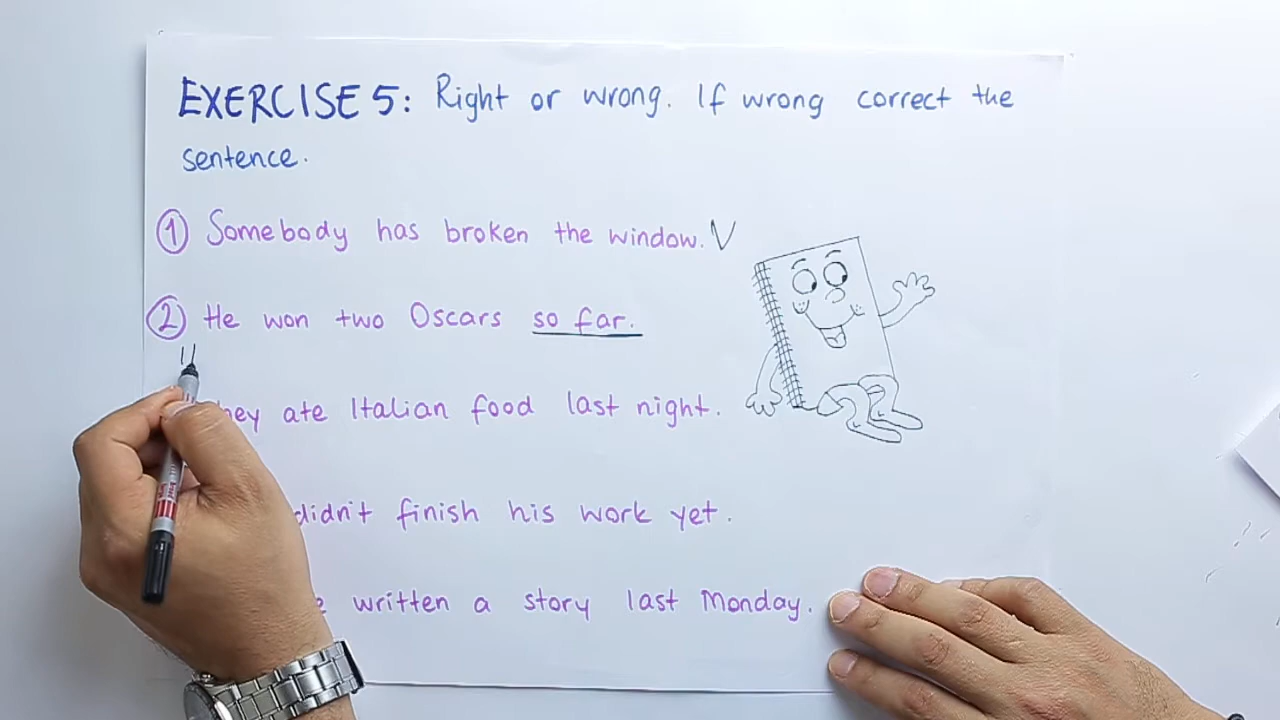 EXERCISE 5: Right or wrong. If wrong correct the
sentence.
① Somebody has broken the window. V
② He won two Oscars so far.
ate Italian food last night.
didn't finish his work yet.
written a story last Monday.